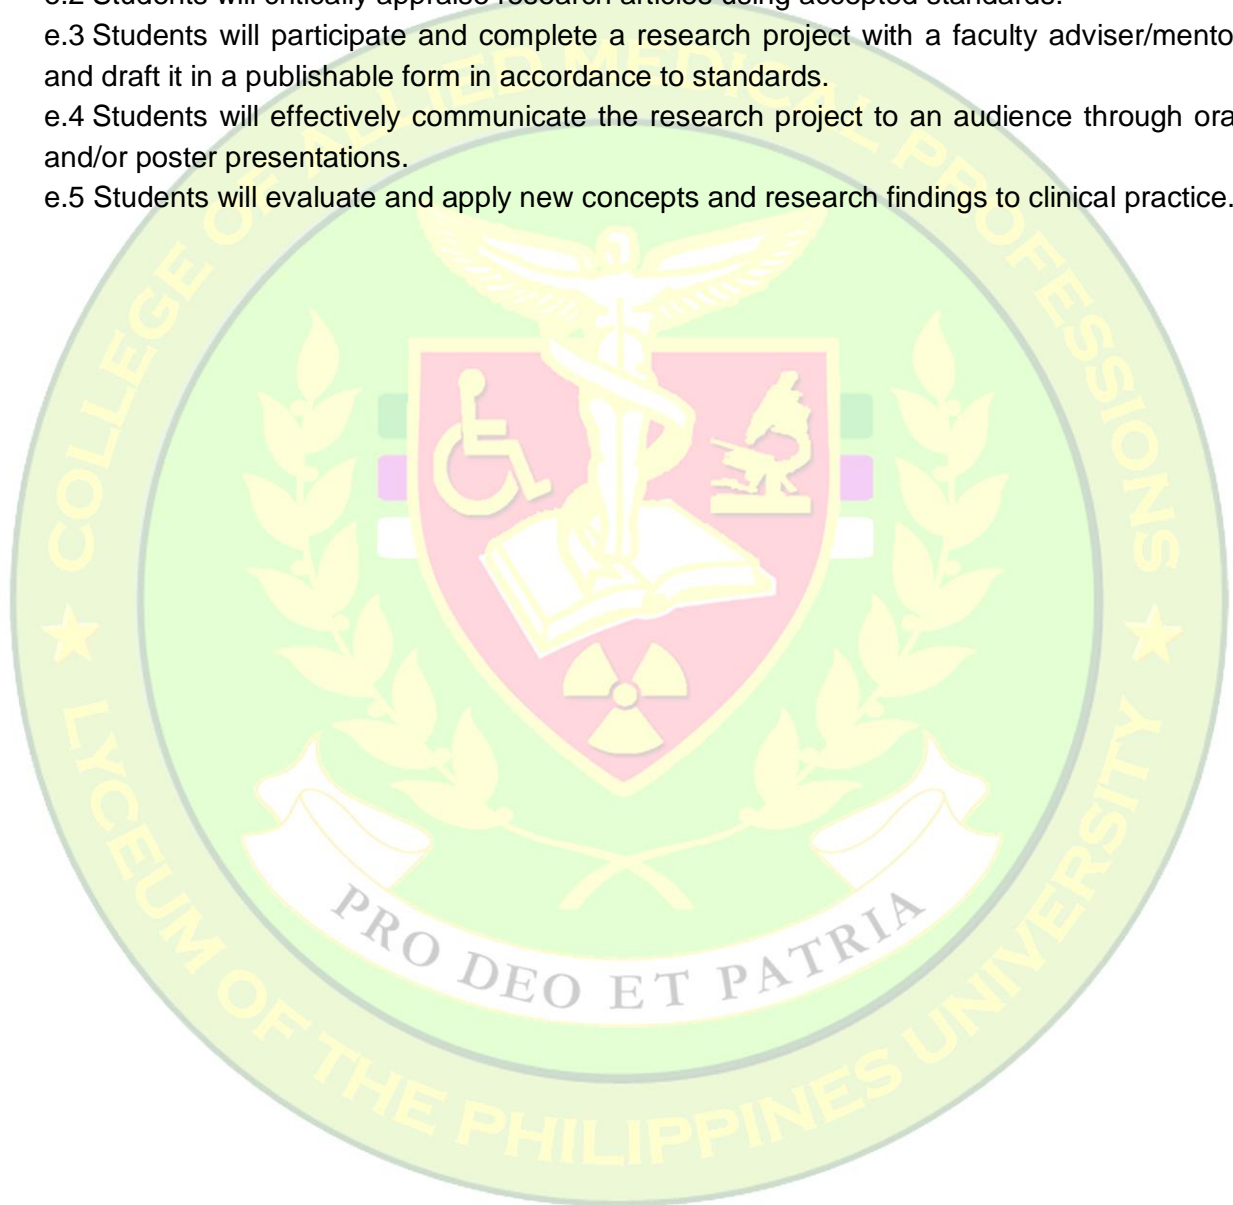 e.2 Students will critically appraise research articles using accepted standards.
e.3 Students will participate and complete a research project with a faculty adviser/mento
and draft it in a publishable form in accordance to standards.
e.4 Students will effectively communicate the research project to an audience through ora
and/or poster presentations.
e.5 Students will evaluate and apply new concepts and research findings to clinical practice.
COLLEGE OF ALLIED MEDICAL PROFESSIONS
PRO DEO ET PATRIA
LYCEUM OF THE PHILIPPINES UNIVERSITY